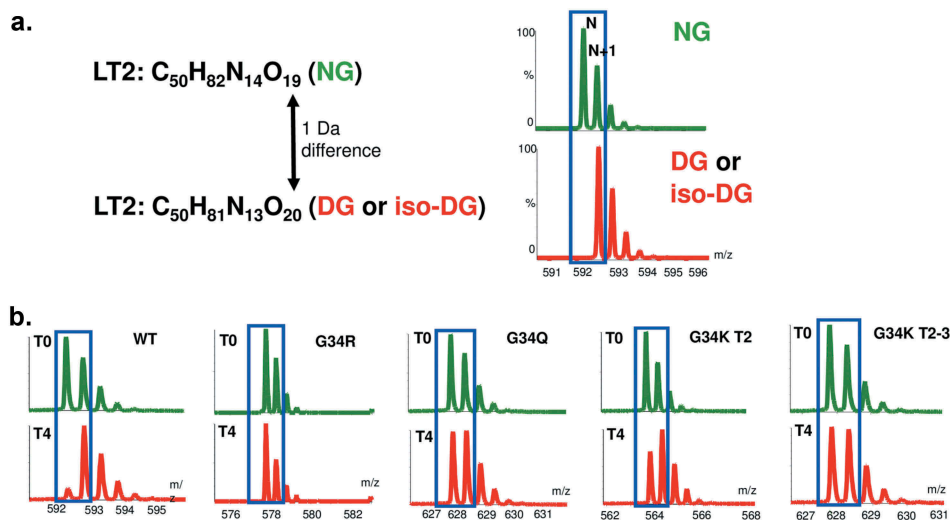 a.
LT2: C50H82N14O19 (NG)
1 Da
difference
LT2: C50H81N13O20 (DG or iso-DG)
NG
100
N
N+1
%
0
DG or
iso-DG
100
%
0
m/z
591 592 593 594 595 596
b.
T0 WT
T4
m/
z
592 593 594 595
T0 G34R
T4
m/z
576 578 580 582
T0 G34Q
T4
m/z
627 628 629 630 631
T0 G34K T2
T4
m/z
562 564 566 568
T0 G34K T2-3
T4
m/z
627 628 629 630 631